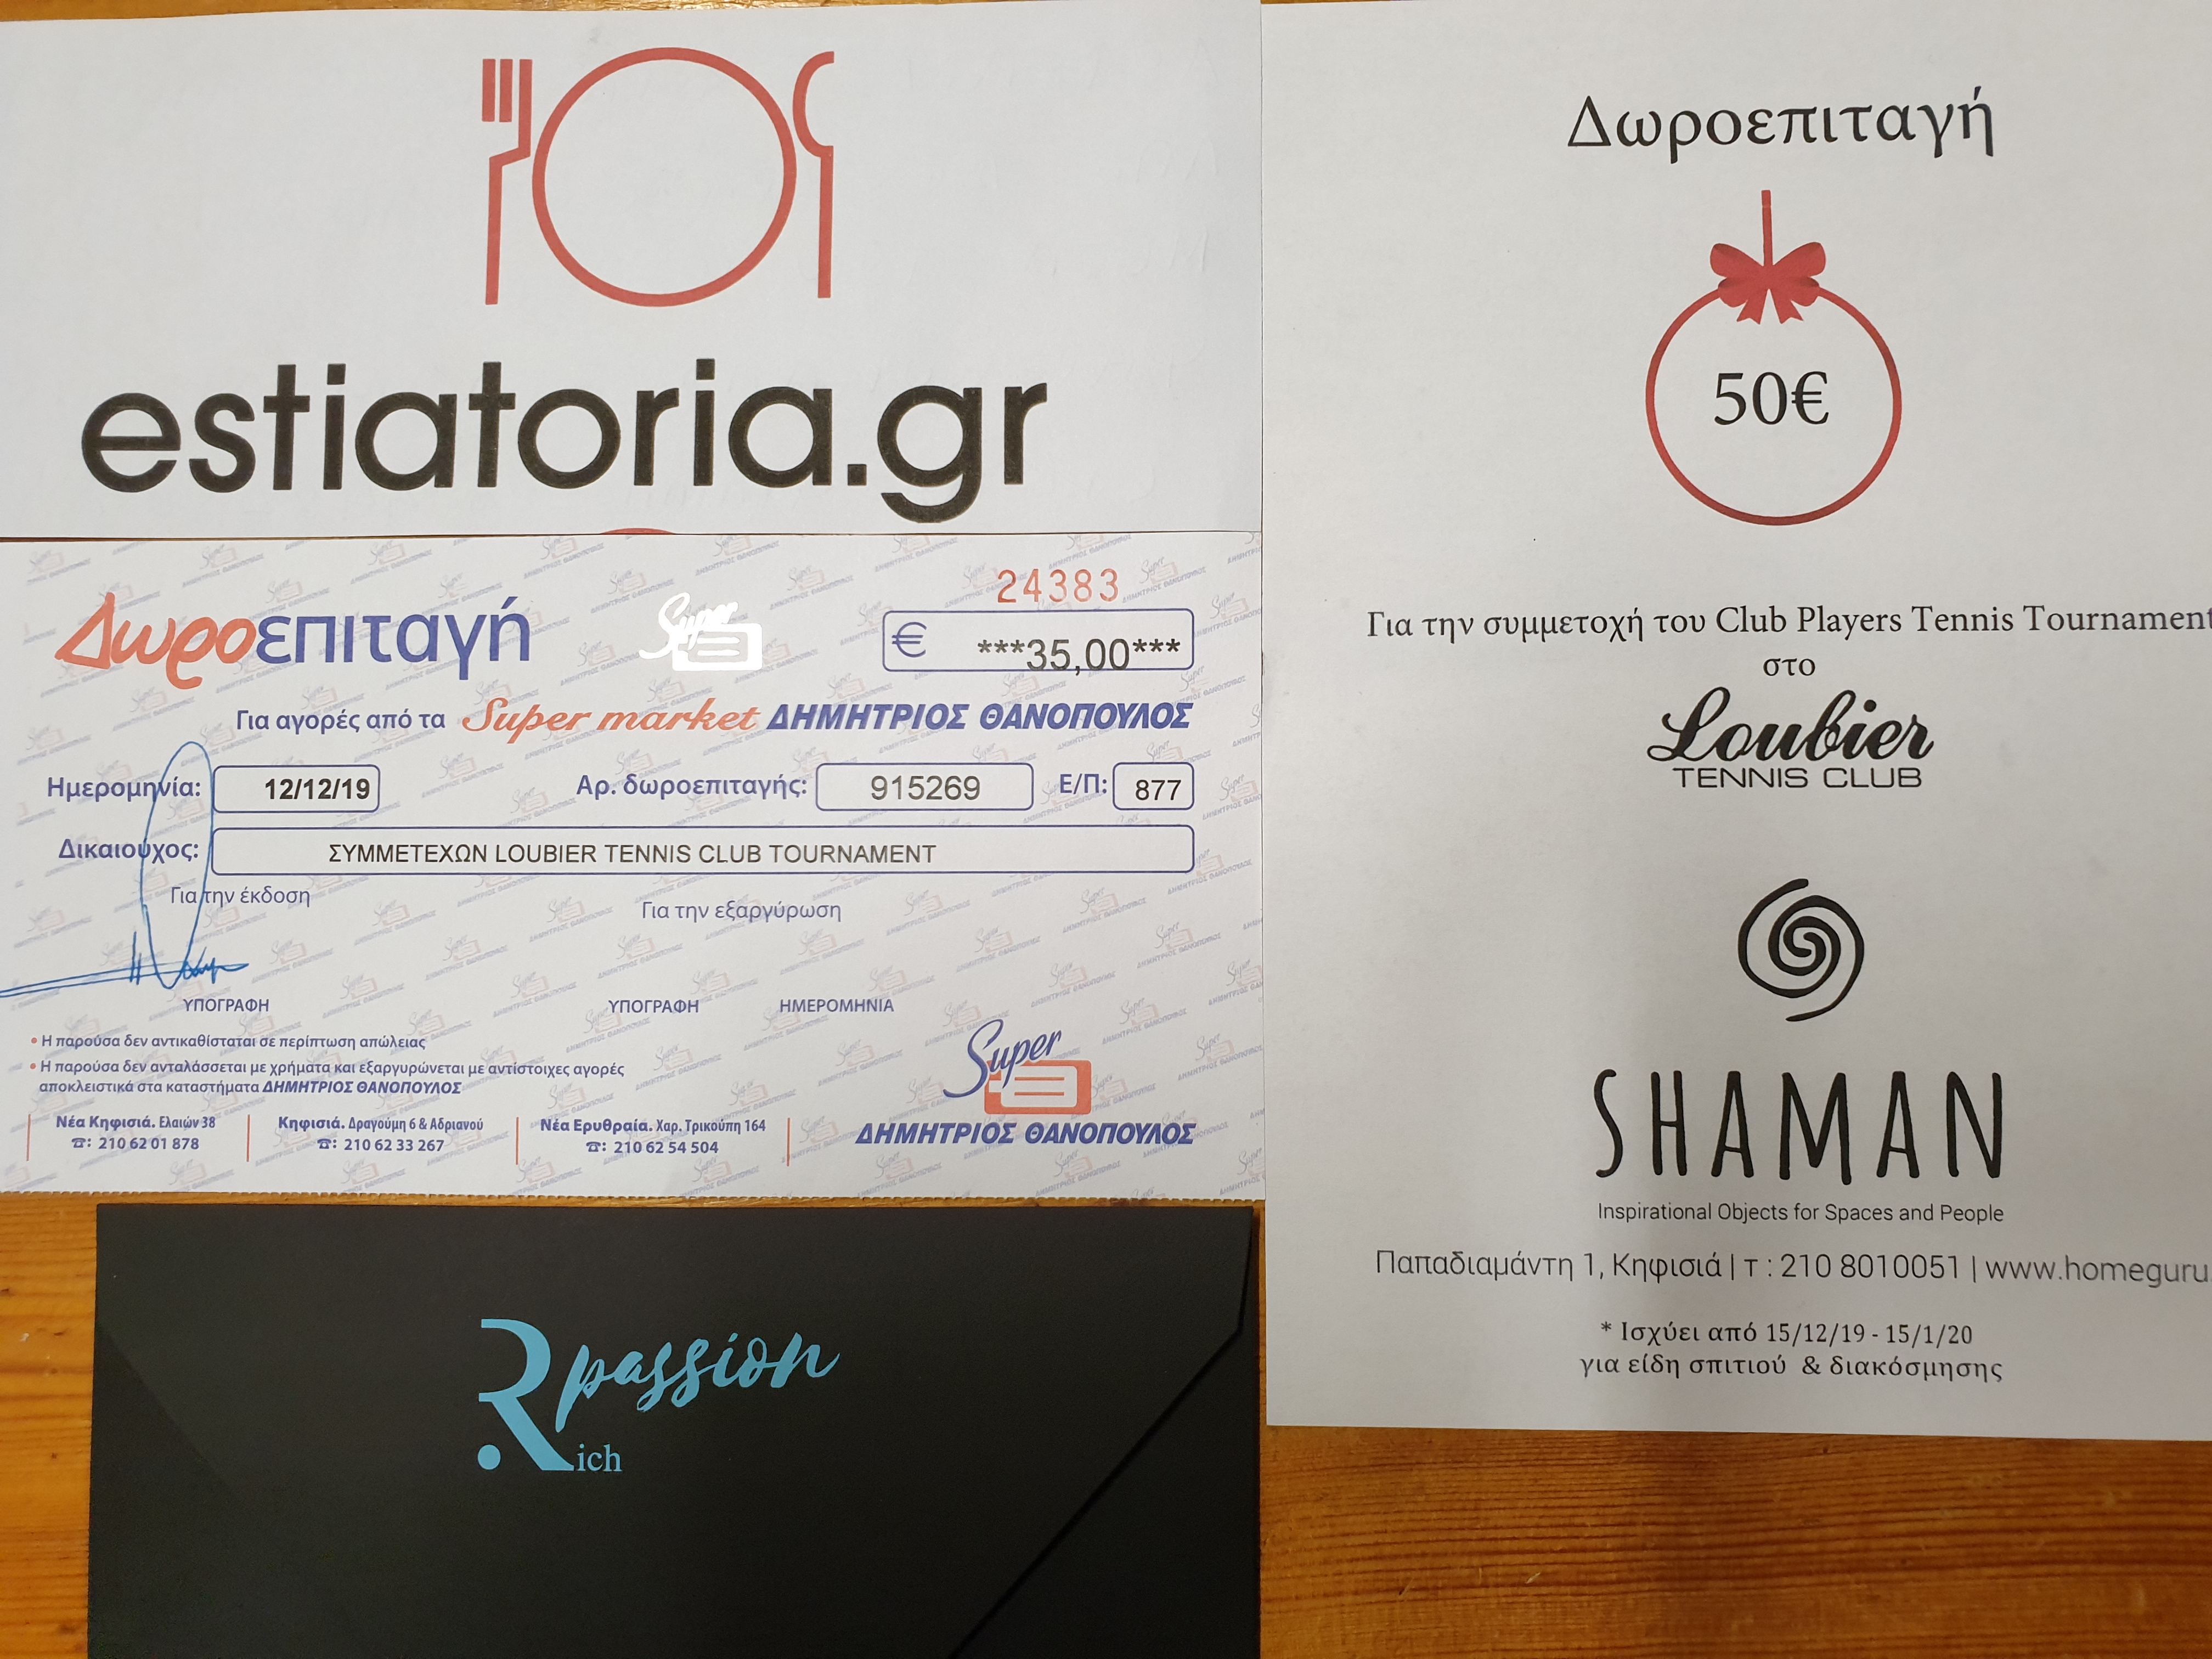 estiatoria.gr
24383
Δωροεπιταγή
Super
€ ***35,00***
Για αγορές από τα Super market ΔΗΜΗΤΡΙΟΣ ΘΑΝΟΠΟΥΛΟΣ
Ημερομηνία: 12/12/19 Αρ. δωροεπιταγής: 915269 Ε/Π: 877
Δικαιούχος: ΣΥΜΜΕΤΕΧΩΝ LOUBIER TENNIS CLUB TOURNAMENT
Για την έκδοση
Για την εξαργύρωση
ΥΠΟΓΡΑΦΗ ΥΠΟΓΡΑΦΗ ΗΜΕΡΟΜΗΝΙΑ
• Η παρούσα δεν αντικαθίσταται σε περίπτωση απώλειας
• Η παρούσα δεν ανταλάσσεται με χρήματα και εξαργυρώνεται με αντίστοιχες αγορές
αποκλειστικά στα καταστήματα ΔΗΜΗΤΡΙΟΣ ΘΑΝΟΠΟΥΛΟΣ
Νέα Κηφισιά. Ελαιών 38
☎: 210 62 01 878
Κηφισιά. Δραγούμη 6 & Αδριανού
☎: 210 62 33 267
Νέα Ερυθραία. Χαρ. Τρικούπη 164
☎: 210 62 54 504
Super
ΔΗΜΗΤΡΙΟΣ ΘΑΝΟΠΟΥΛΟΣ
Rich passion
Δωροεπιταγή
50€
Για την συμμετοχή του Club Players Tennis Tournament
στο
Loubier
TENNIS CLUB
SHAMAN
Inspirational Objects for Spaces and People
Παπαδιαμάντη 1, Κηφισιά | τ : 210 8010051 | www.homeguru.
* Ισχύει από 15/12/19 - 15/1/20
για είδη σπιτιού & διακόσμησης